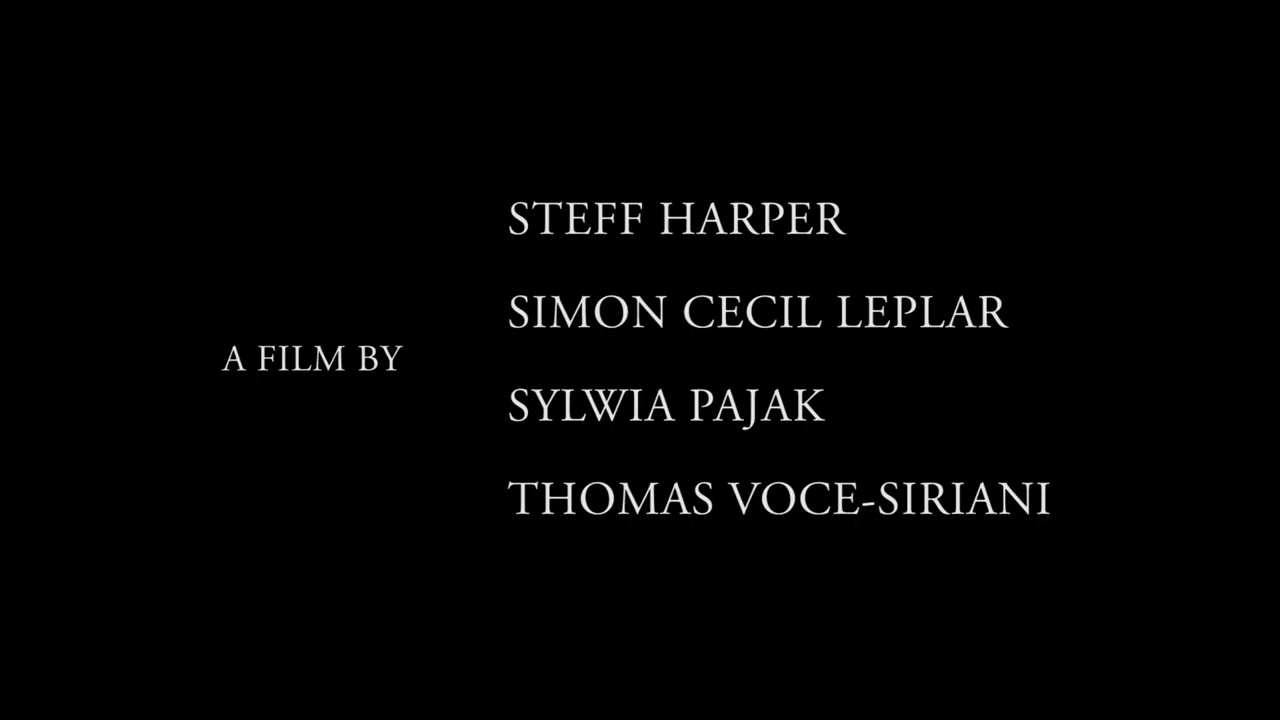 STEFF HARPER
SIMON CECIL LEPLAR
A FILM BY
SYLWIA PAJAK
THOMAS VOCE-SIRIANI